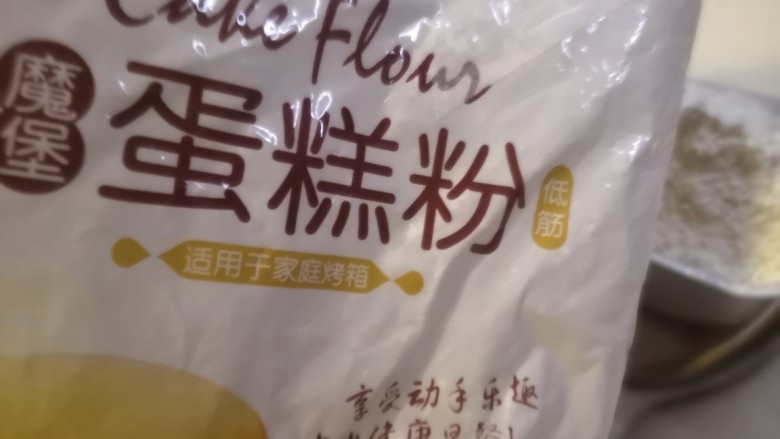 Cake Flour
魔堡
蛋糕粉
低筋
适用于家庭烤箱
享受动手乐趣